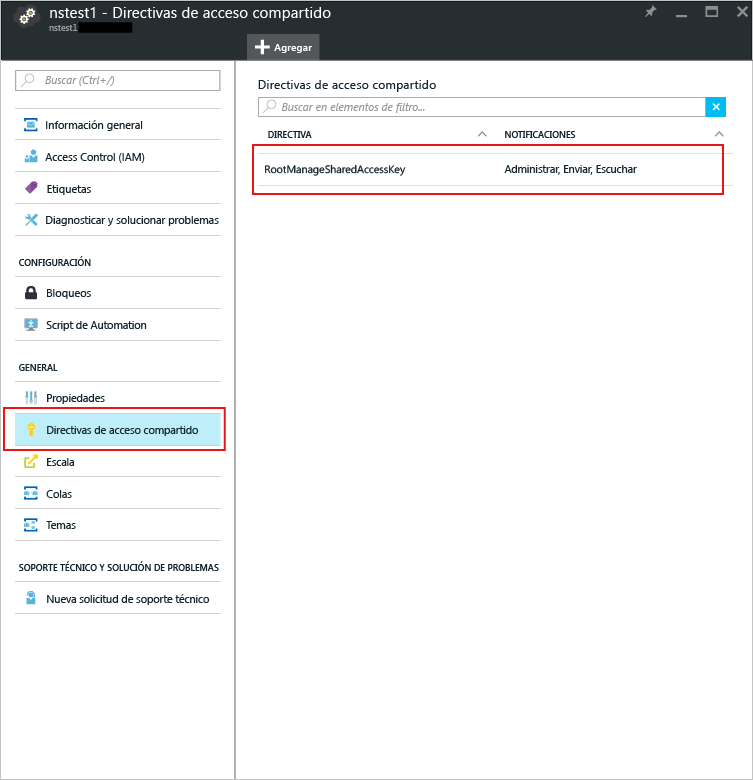 nstest1 - Directivas de acceso compartido
nstest1
Agregar
Buscar (Ctrl+/)
Información general
Access Control (IAM)
Etiquetas
Diagnosticar y solucionar problemas
CONFIGURACIÓN
Bloqueos
Script de Automation
GENERAL
Propiedades
Directivas de acceso compartido
Escala
Colas
Temas
SOPORTE TÉCNICO Y SOLUCIÓN DE PROBLEMAS
Nueva solicitud de soporte técnico
Directivas de acceso compartido
Buscar en elementos de filtro...
DIRECTIVA NOTIFICACIONES
RootManageSharedAccessKey Administrar, Enviar, Escuchar